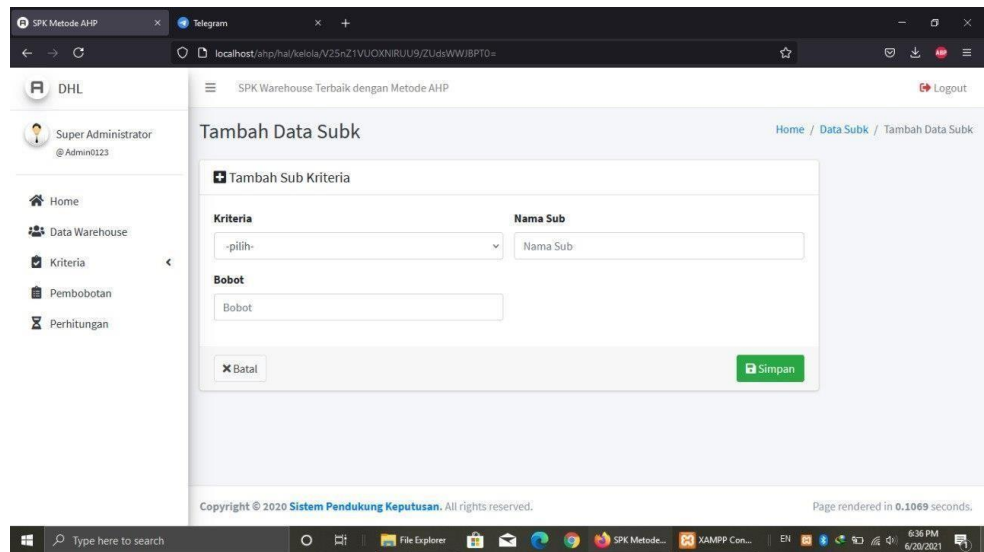 SPK Metode AHP
Telegram
localhost/ahp/hal/kelola/V25nZ1VUOXNlRUU9/ZUdsWWJBPT0=
DHL
SPK Warehouse Terbaik dengan Metode AHP
Logout
Super Administrator
@Admin0123
Tambah Data Subk
Home / Data Subk / Tambah Data Subk
Home
Data Warehouse
Kriteria
Pembobotan
Perhitungan
Tambah Sub Kriteria
Kriteria
Nama Sub
-pilih-
Nama Sub
Bobot
Bobot
Batal
Simpan
Copyright © 2020 Sistem Pendukung Keputusan. All rights reserved.
Page rendered in 0.1069 seconds.
Type here to search
File Explorer
SPK Metode...
XAMPP Con...
EN
6:36 PM
6/20/2021